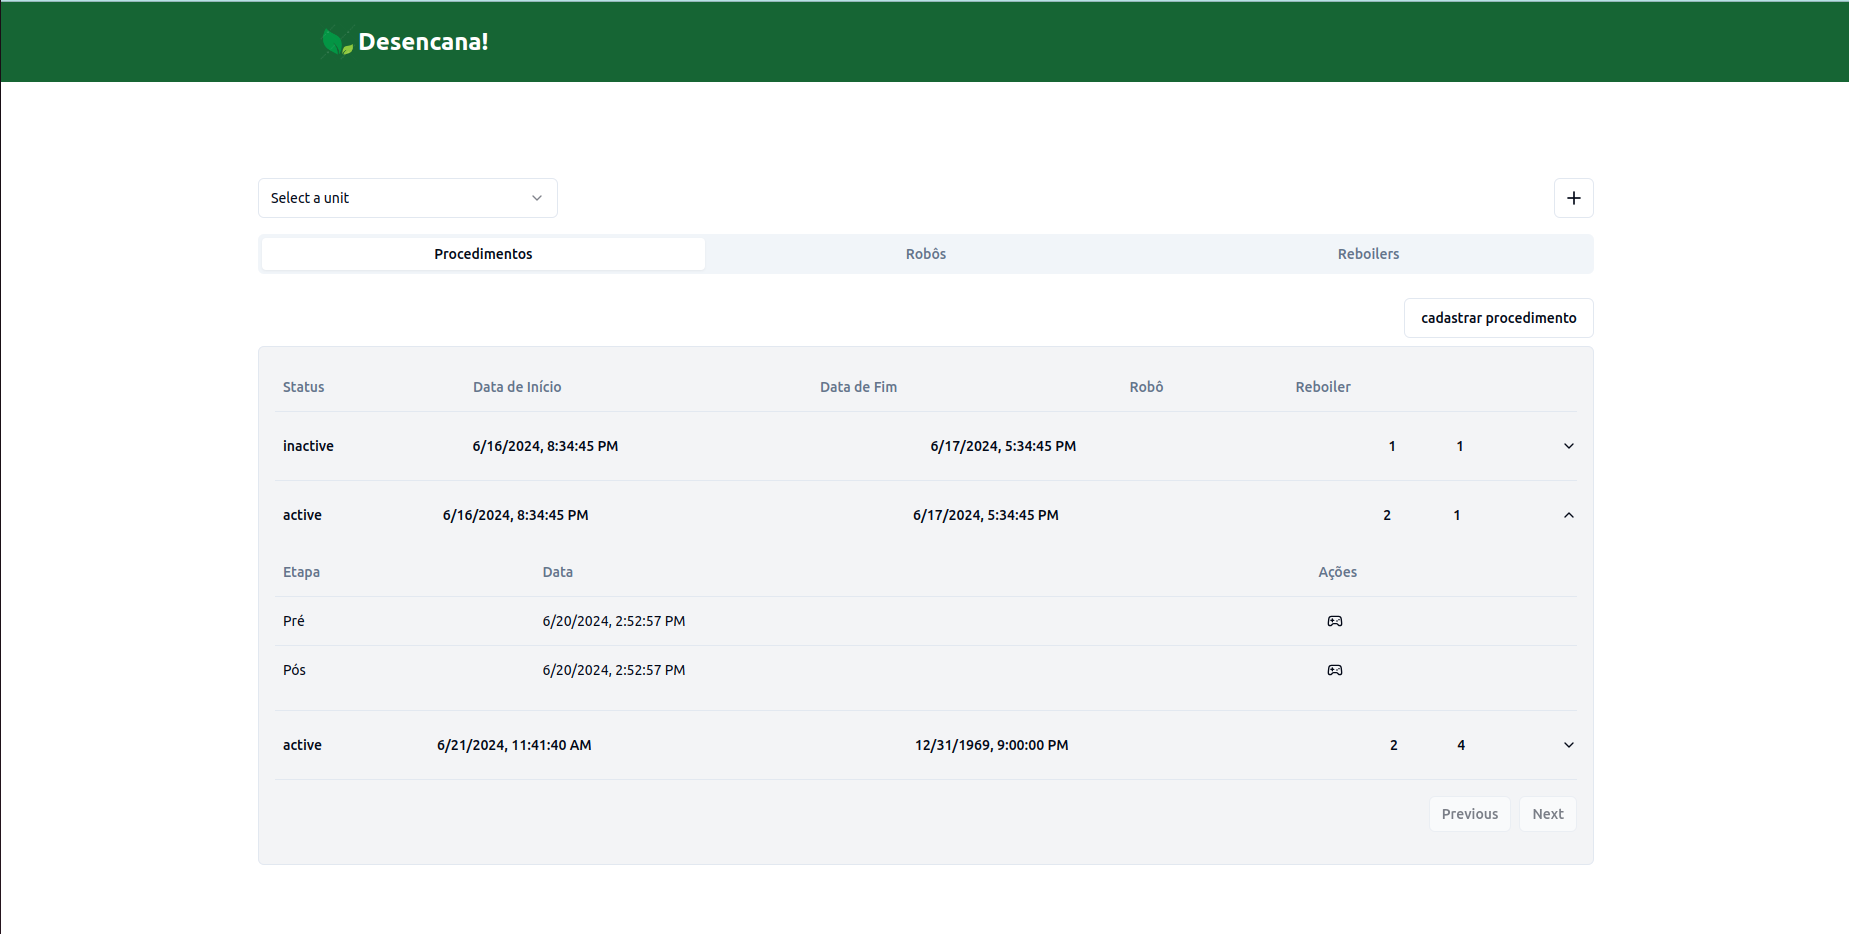 Desencana!
Select a unit
Procedimentos Robôs Reboilers
cadastrar procedimento
Status Data de Início Data de Fim Robô Reboiler
inactive 6/16/2024, 8:34:45 PM 6/17/2024, 5:34:45 PM 1 1
active 6/16/2024, 8:34:45 PM 6/17/2024, 5:34:45 PM 2 1
Etapa Data Ações
Pré 6/20/2024, 2:52:57 PM
Pós 6/20/2024, 2:52:57 PM
active 6/21/2024, 11:41:40 AM 12/31/1969, 9:00:00 PM 2 4
Previous Next